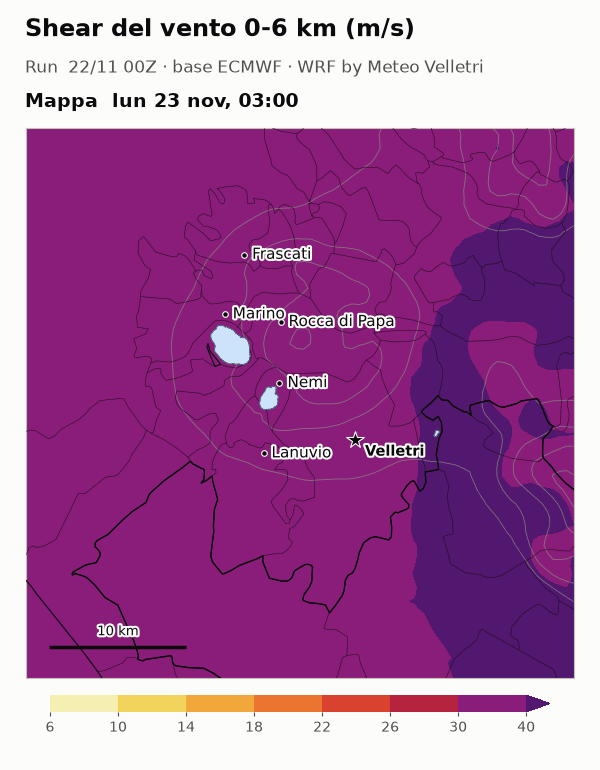 Shear del vento 0-6 km (m/s)
Run  22/11 00Z · base ECMWF · WRF by Meteo Velletri
Mappa  lun 23 nov, 03:00
Frascati
Marino
Rocca di Papa
Nemi
Velletri
Lanuvio
10 km
6 10 14 18 22 26 30 40